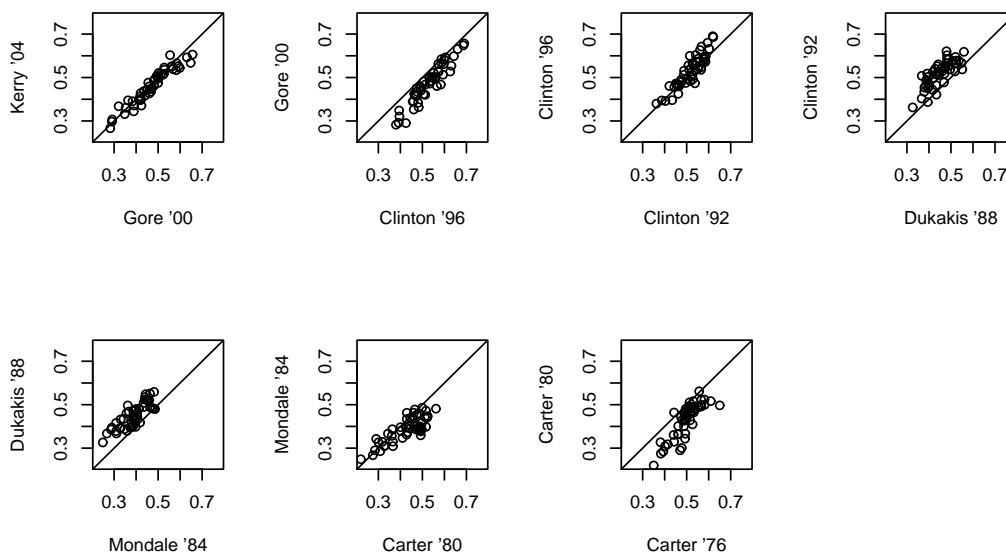 Kerry '04
0.3 0.5 0.7
0.3 0.5 0.7
Gore '00
Gore '00
0.3 0.5 0.7
0.3 0.5 0.7
Clinton '96
Clinton '96
0.3 0.5 0.7
0.3 0.5 0.7
Clinton '92
Clinton '92
0.3 0.5 0.7
0.3 0.5 0.7
Dukakis '88
Dukakis '88
0.3 0.5 0.7
0.3 0.5 0.7
Mondale '84
Mondale '84
0.3 0.5 0.7
0.3 0.5 0.7
Carter '80
Carter '80
0.3 0.5 0.7
0.3 0.5 0.7
Carter '76